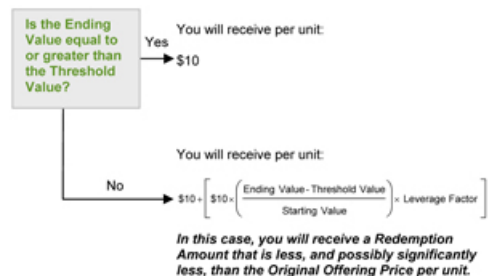 Is the Ending
Value equal to
or greater than
the Threshold
Value?
Yes
You will receive per unit:
$10
No
You will receive per unit:
$10 + [ $10 × ( Ending Value - Threshold Value / Starting Value ) × Leverage Factor ]
In this case, you will receive a Redemption
Amount that is less, and possibly significantly
less, than the Original Offering Price per unit.